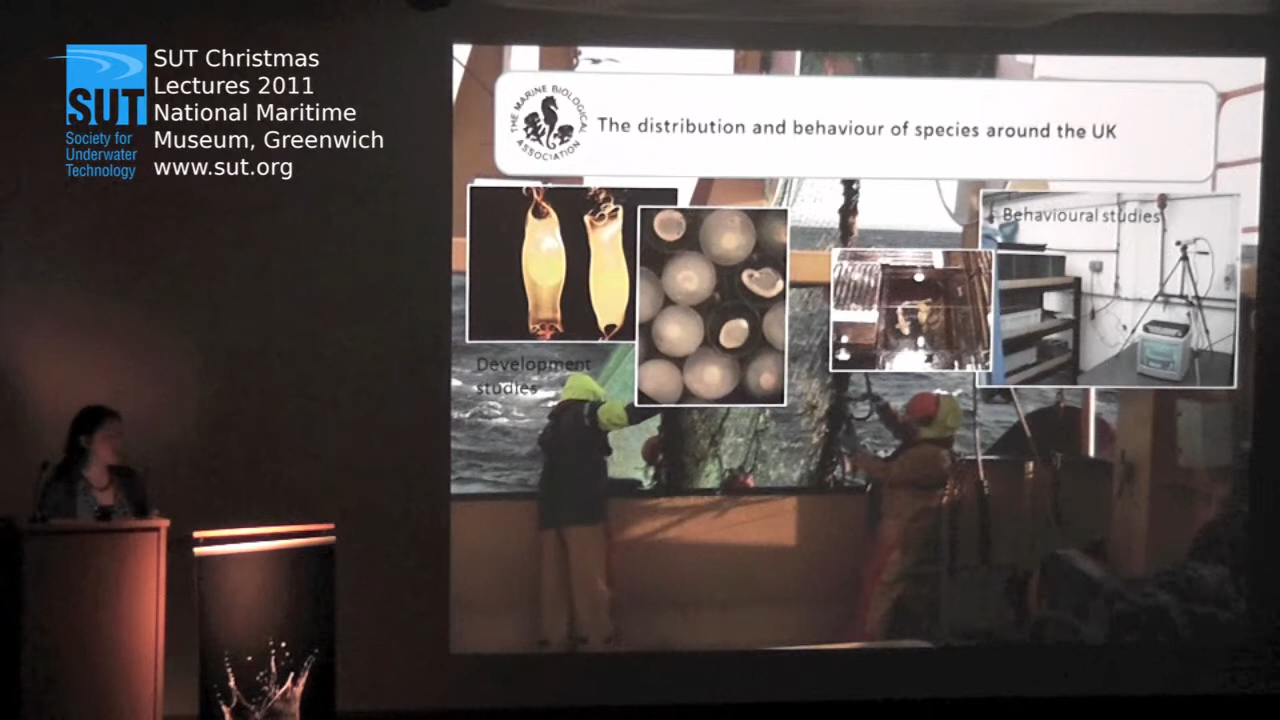 SUT Christmas
Lectures 2011
National Maritime
Museum, Greenwich
www.sut.org
SUT
Society for
Underwater
Technology
THE MARINE BIOLOGICAL
ASSOCIATION
The distribution and behaviour of species around the UK
Behavioural studies
Development
studies